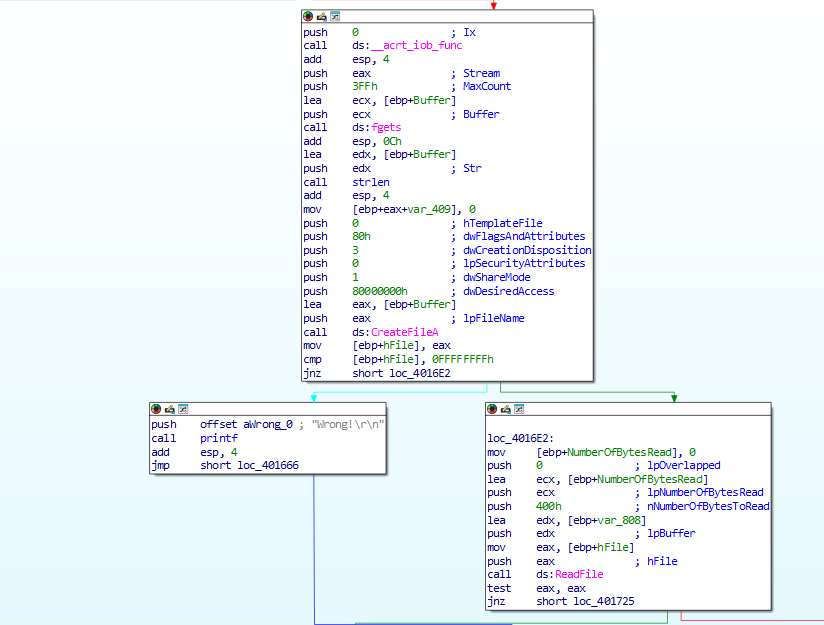 push 0 ; Ix
call ds:__acrt_iob_func
add esp, 4
push eax ; Stream
push 3FFh ; MaxCount
lea ecx, [ebp+Buffer]
push ecx ; Buffer
call ds:fgets
add esp, 0Ch
lea edx, [ebp+Buffer]
push edx ; Str
call strlen
add esp, 4
mov [ebp+eax+var_409], 0
push 0 ; hTemplateFile
push 80h ; dwFlagsAndAttributes
push 3 ; dwCreationDisposition
push 0 ; lpSecurityAttributes
push 1 ; dwShareMode
push 80000000h ; dwDesiredAccess
lea eax, [ebp+Buffer]
push eax ; lpFileName
call ds:CreateFileA
mov [ebp+hFile], eax
cmp [ebp+hFile], 0FFFFFFFFh
jnz short loc_4016E2
push offset aWrong_0 ; "Wrong!\r\n"
call printf
add esp, 4
jmp short loc_401666
loc_4016E2:
mov [ebp+NumberOfBytesRead], 0
push 0 ; lpOverlapped
lea ecx, [ebp+NumberOfBytesRead]
push ecx ; lpNumberOfBytesRead
push 400h ; nNumberOfBytesToRead
lea edx, [ebp+var_808]
push edx ; lpBuffer
mov eax, [ebp+hFile]
push eax ; hFile
call ds:ReadFile
test eax, eax
jnz short loc_401725